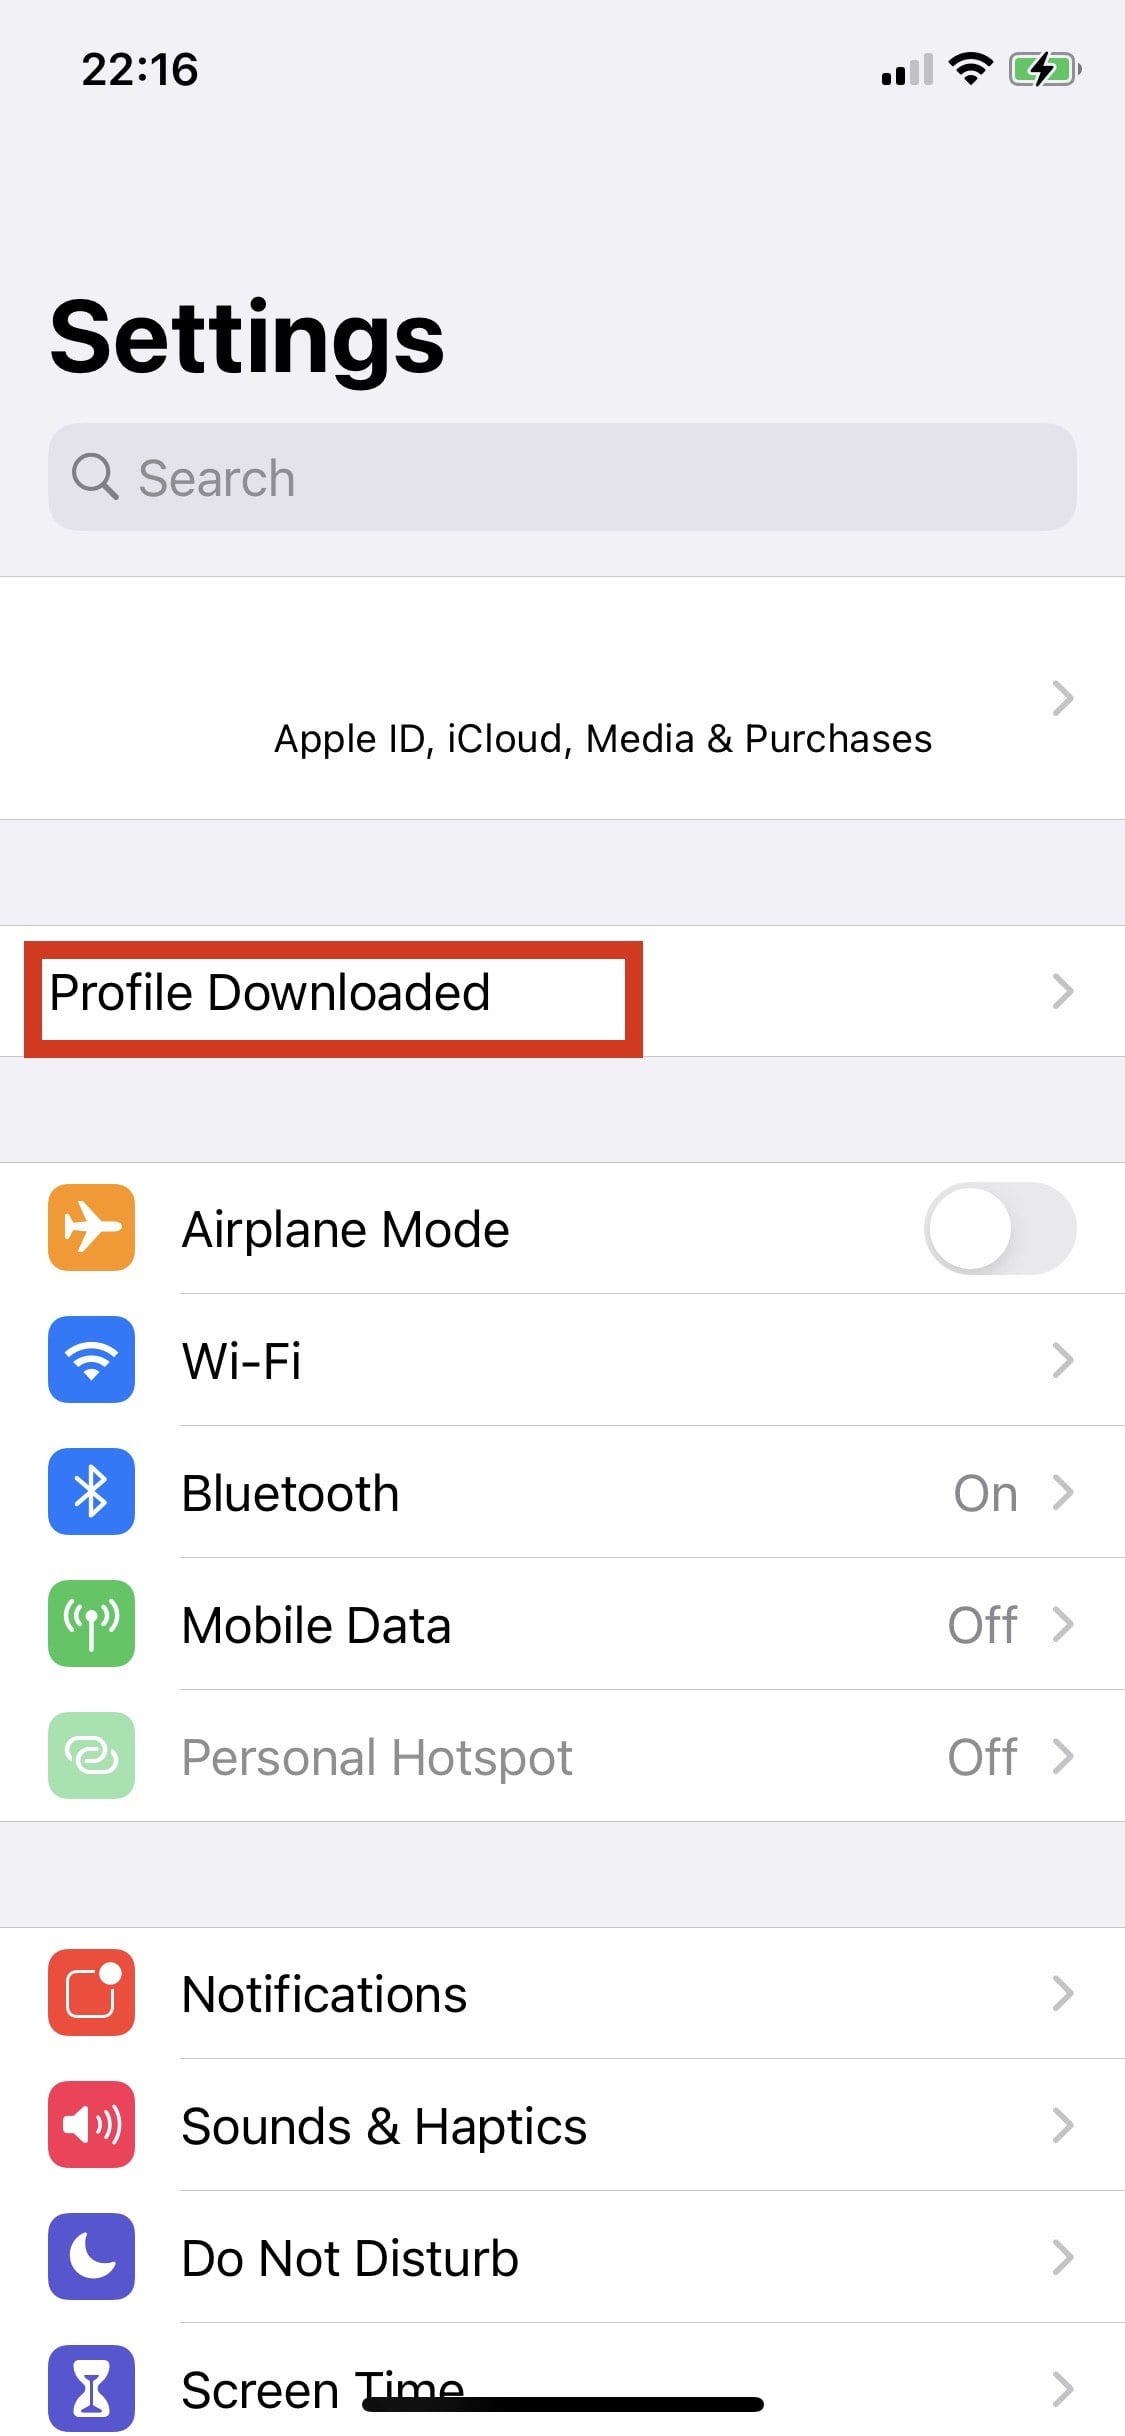 22:16
Settings
Search
Apple ID, iCloud, Media & Purchases
Profile Downloaded
Airplane Mode
Wi-Fi
Bluetooth On
Mobile Data Off
Personal Hotspot Off
Notifications
Sounds & Haptics
Do Not Disturb
Screen Time